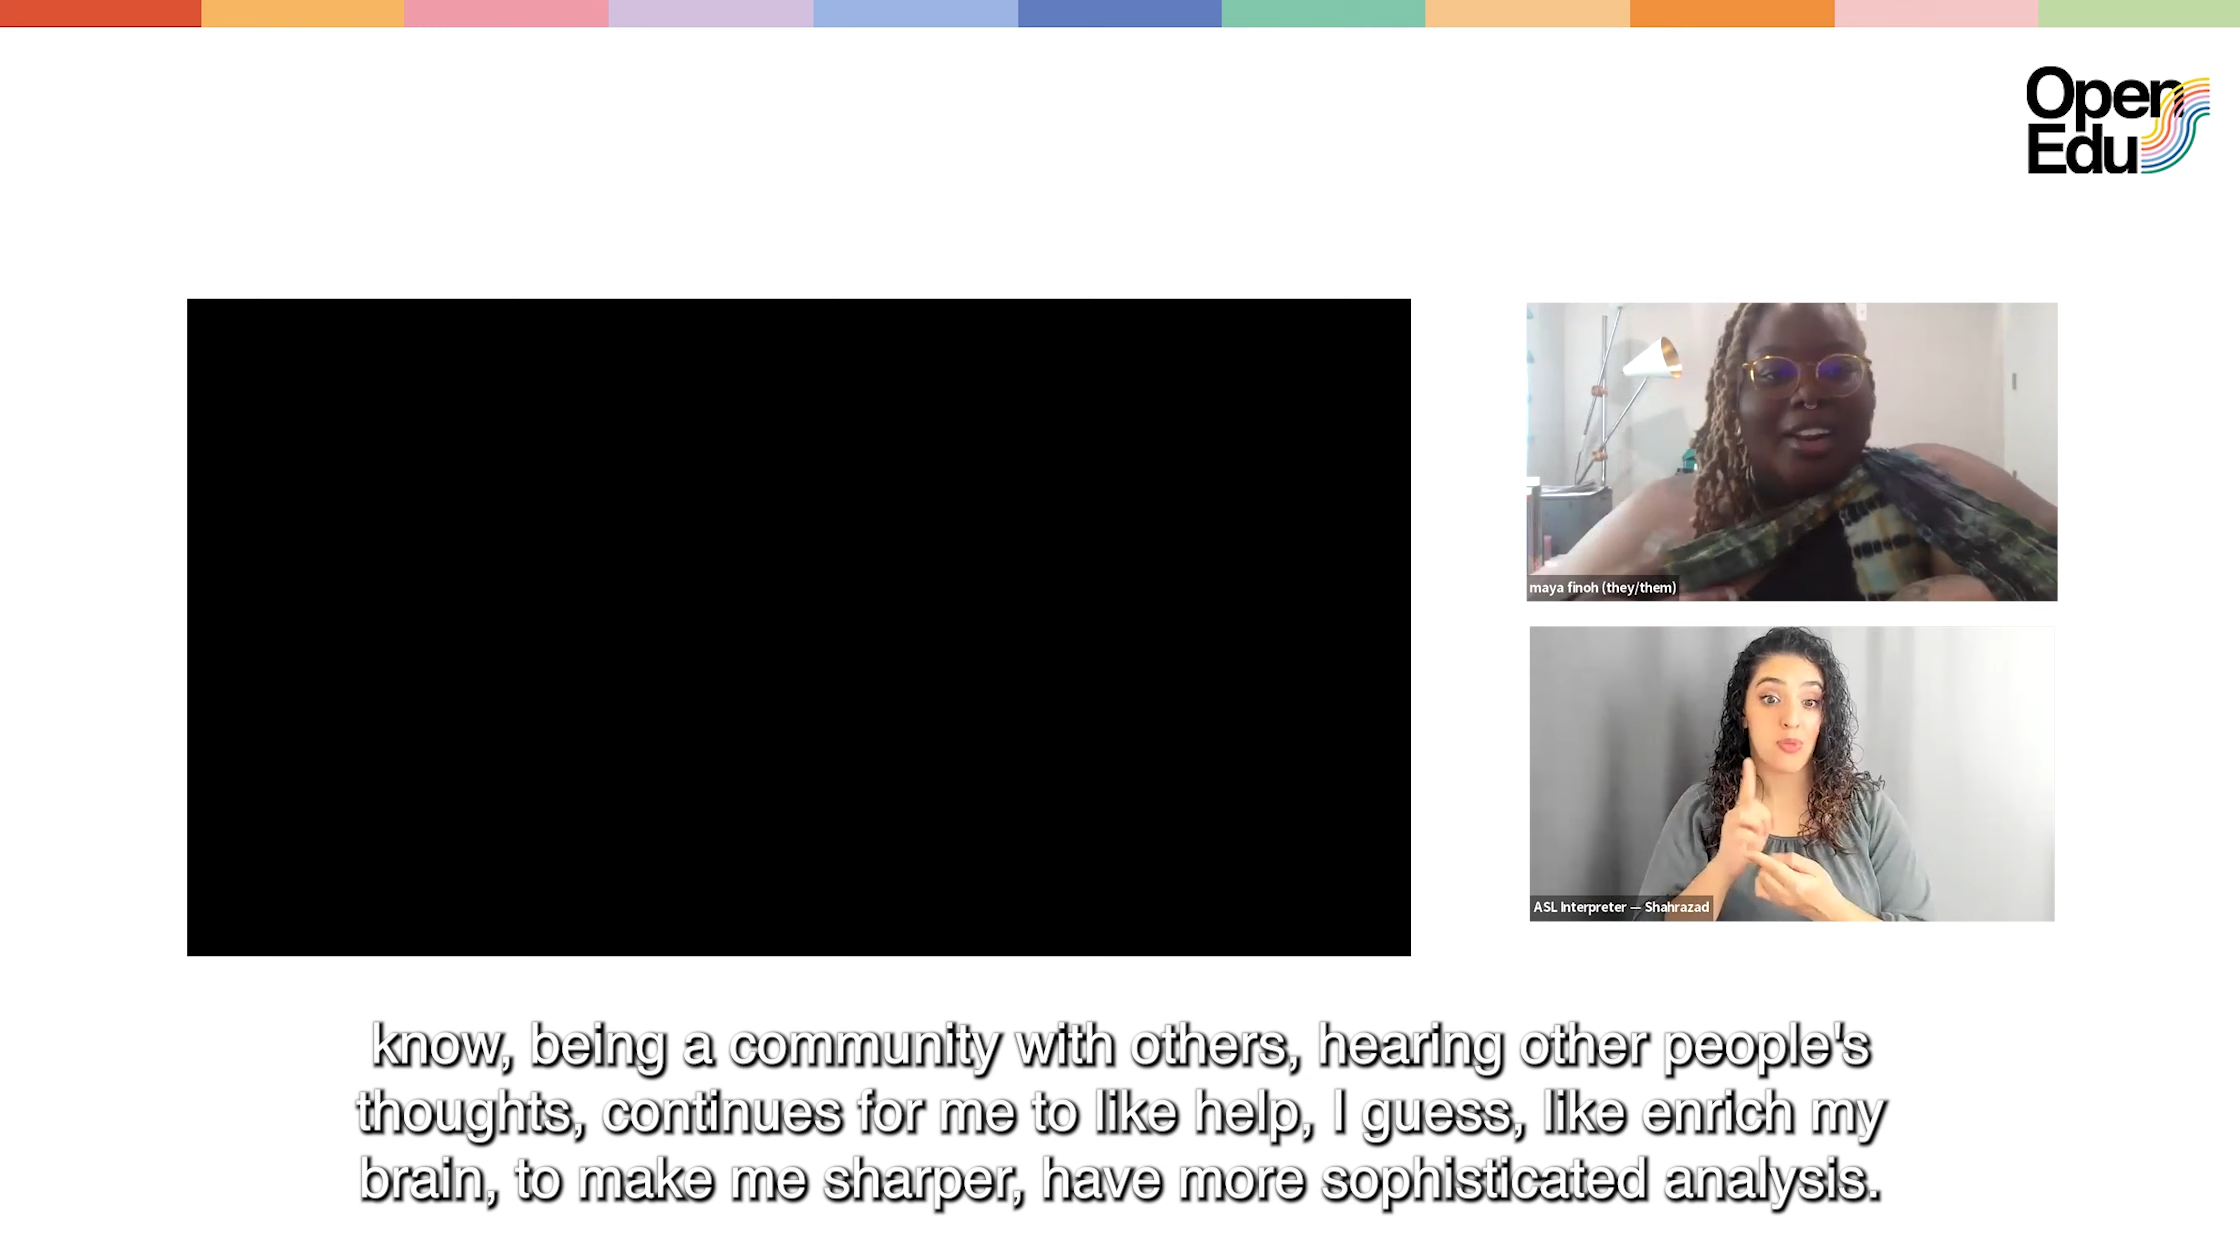 Open
Edu
maya finoh (they/them)
ASL Interpreter — Shahrazad
know, being a community with others, hearing other people's
thoughts, continues for me to like help, I guess, like enrich my
brain, to make me sharper, have more sophisticated analysis.